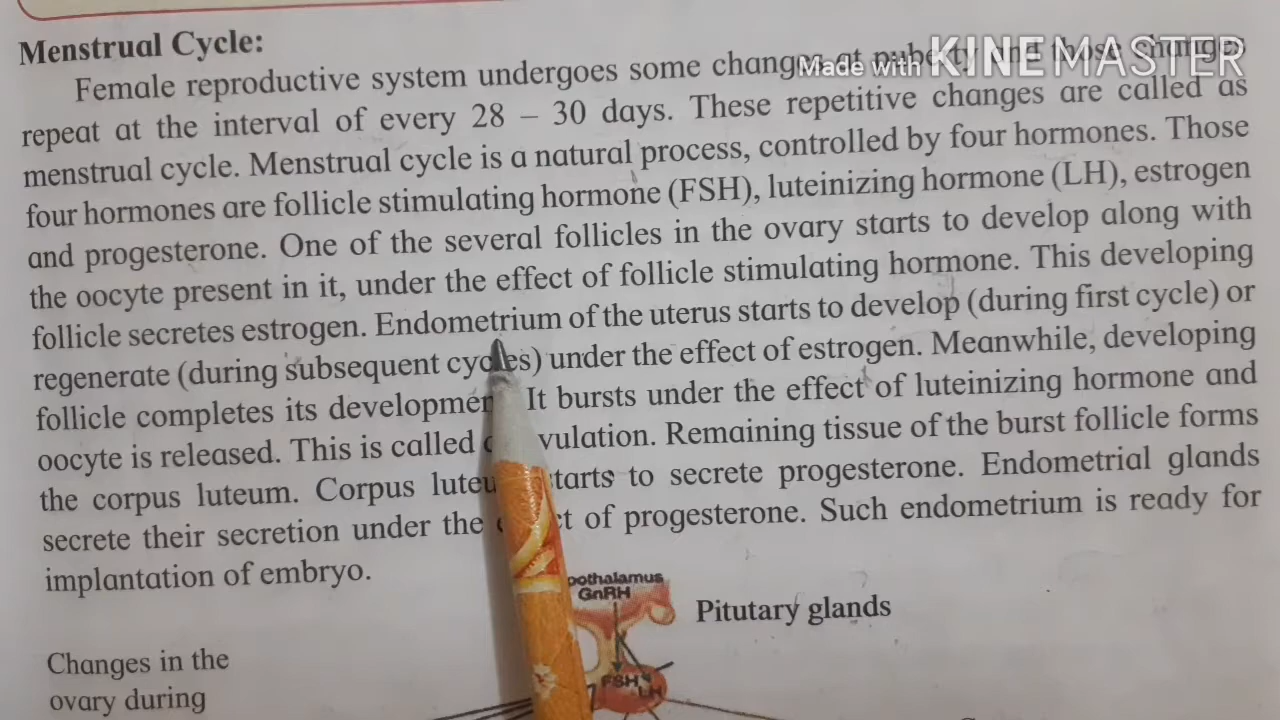 Menstrual Cycle:
Made with KINEMASTER
Female reproductive system undergoes some changes at puberty and those changes
repeat at the interval of every 28 – 30 days. These repetitive changes are called as
menstrual cycle. Menstrual cycle is a natural process, controlled by four hormones. Those
four hormones are follicle stimulating hormone (FSH), luteinizing hormone (LH), estrogen
and progesterone. One of the several follicles in the ovary starts to develop along with
the oocyte present in it, under the effect of follicle stimulating hormone. This developing
follicle secretes estrogen. Endometrium of the uterus starts to develop (during first cycle) or
regenerate (during subsequent cycles) under the effect of estrogen. Meanwhile, developing
follicle completes its It bursts under the effect of luteinizing hormone and
oocyte is released. This is called Remaining tissue of the burst follicle forms
the corpus luteum. Corpus to secrete progesterone. Endometrial glands
secrete their secretion under the of progesterone. Such endometrium is ready for
implantation of embryo.
GnRH
Pitutary glands
Changes in the
ovary during
FSH
LH